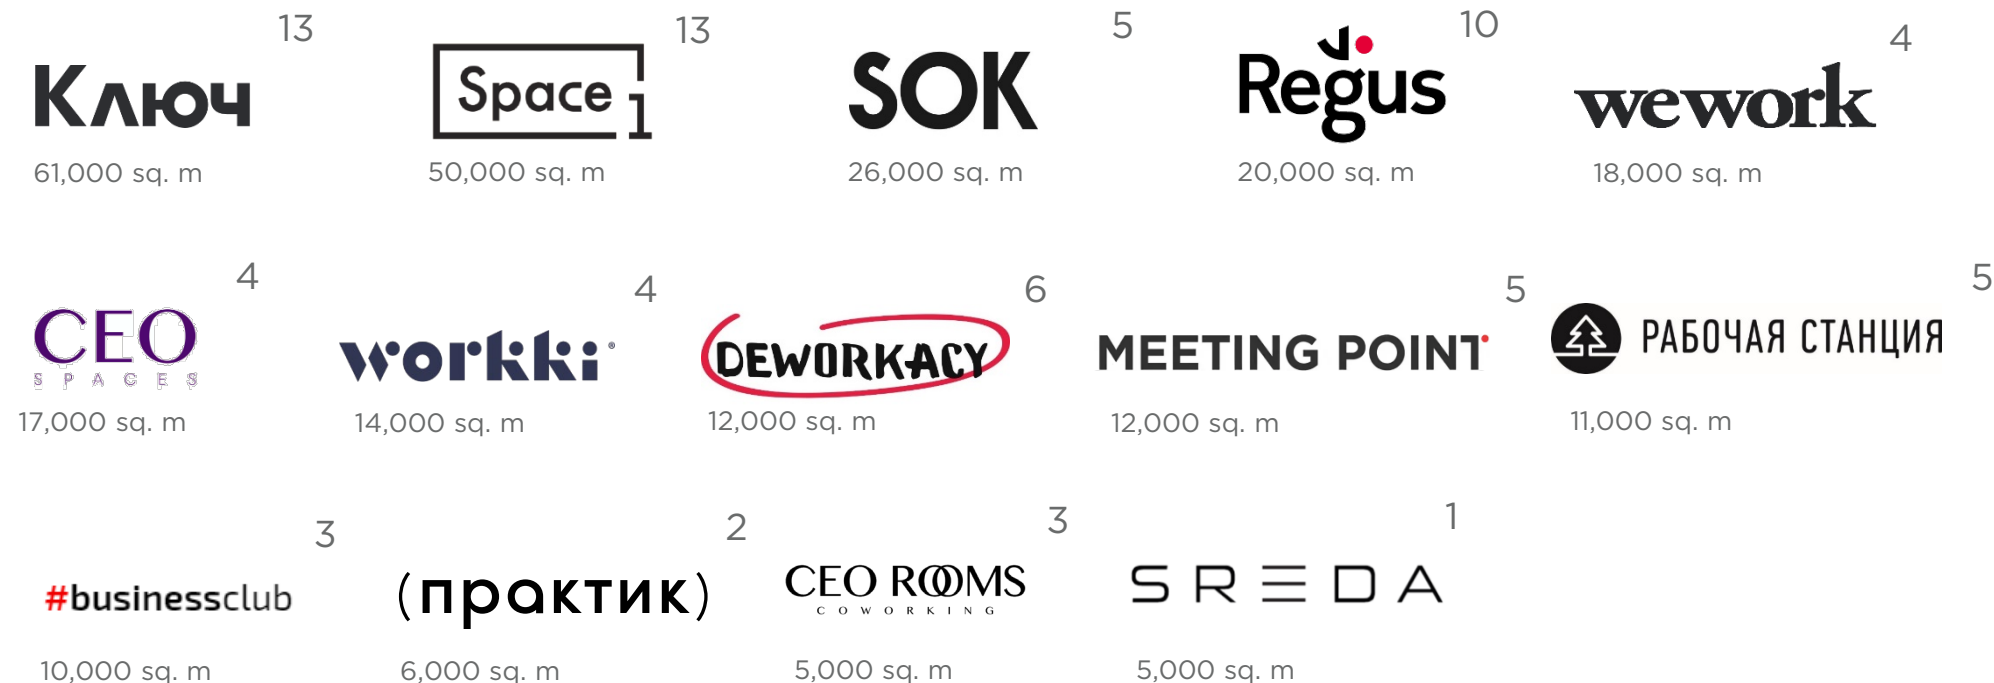 13
Ключ
61,000 sq. m
13
Space 1
50,000 sq. m
5
SOK
26,000 sq. m
10
Regus
20,000 sq. m
4
wework
18,000 sq. m
4
CEO
SPACES
17,000 sq. m
4
workki®
14,000 sq. m
6
DEWORKACY
12,000 sq. m
5
MEETING POINT
12,000 sq. m
5
РАБОЧАЯ СТАНЦИЯ
11,000 sq. m
3
#businessclub
10,000 sq. m
2
(практик)
6,000 sq. m
3
CEO ROOMS
COWORKING
5,000 sq. m
1
SREDA
5,000 sq. m